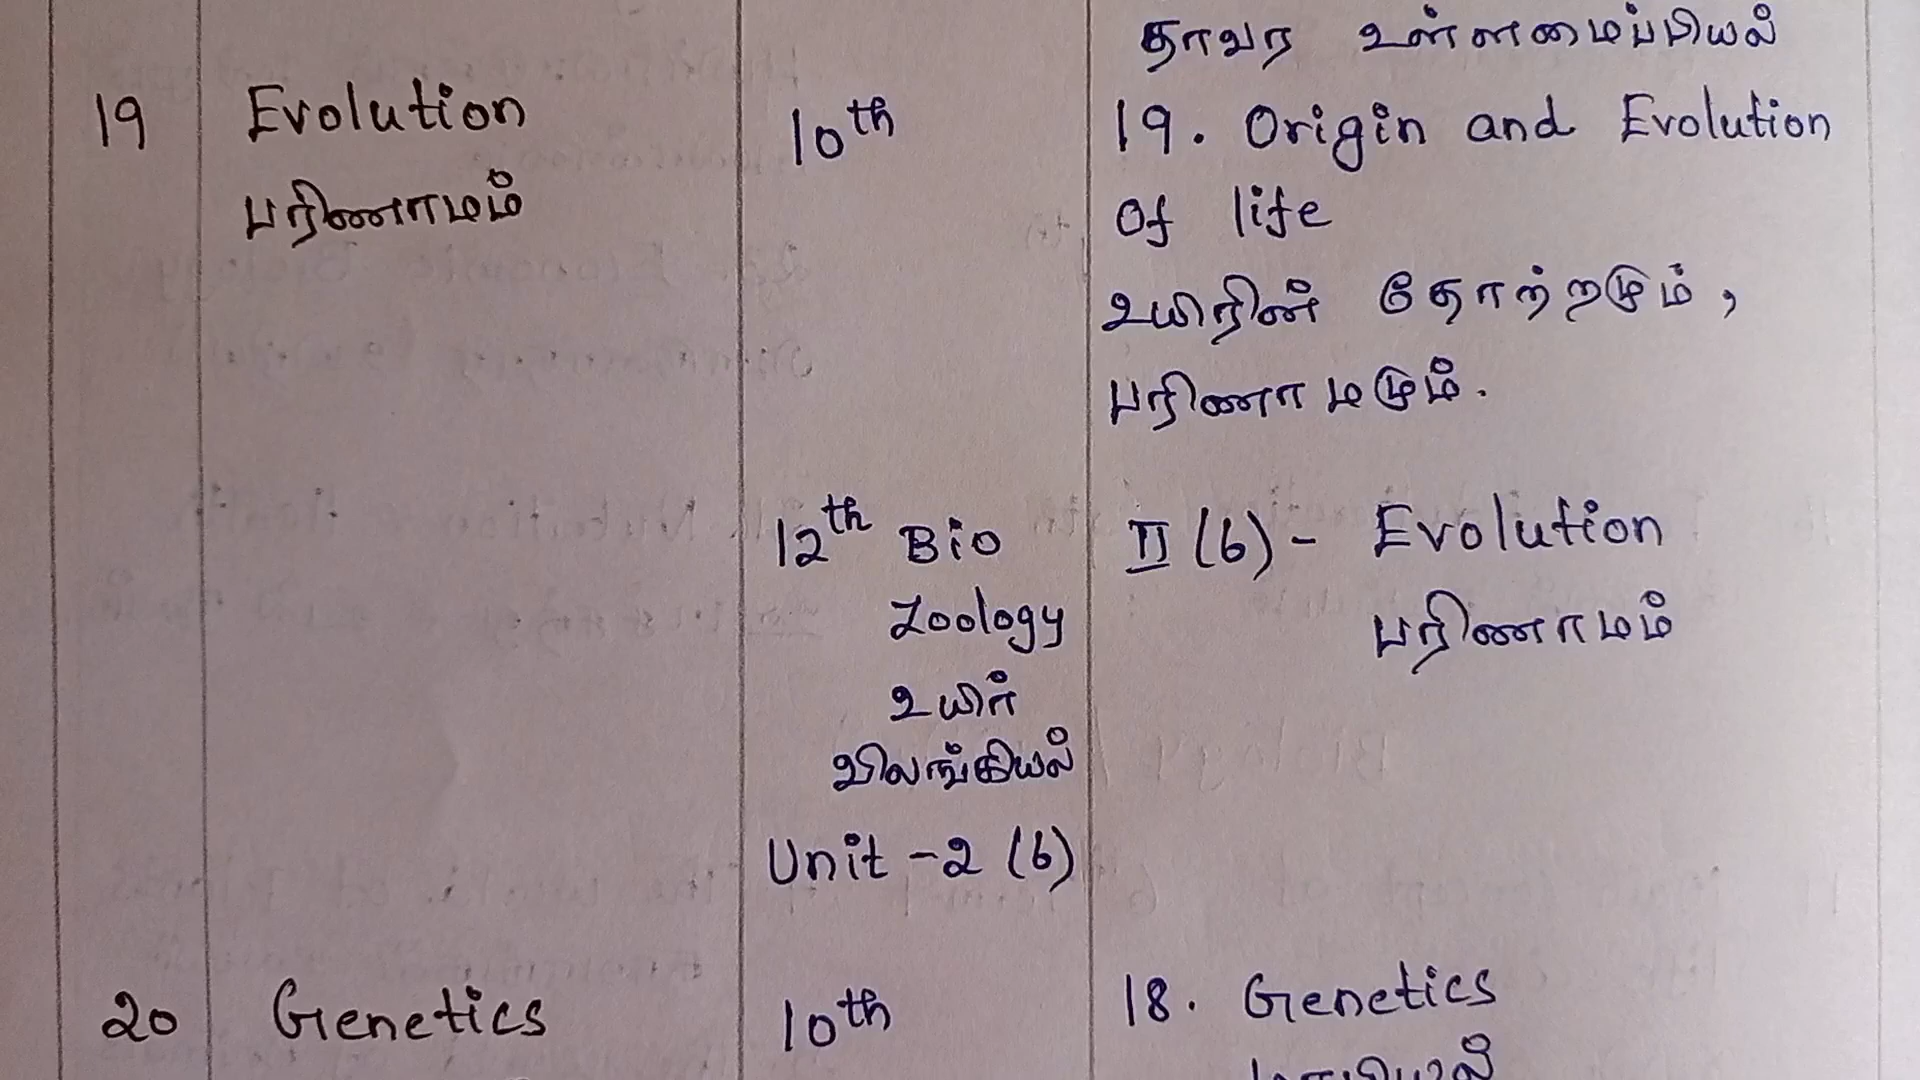 தாவர உள்ளமைப்பியல்
19 Evolution 10th 19. Origin and Evolution
பரிணாமம் Of life
உயிரின் தோற்றமும்,
பரிணாமமும்.
12th Bio II (6) - Evolution
Zoology பரிணாமம்
உயிர்
விலங்கியல்
Unit -2 (6)
20 Genetics 10th 18. Genetics